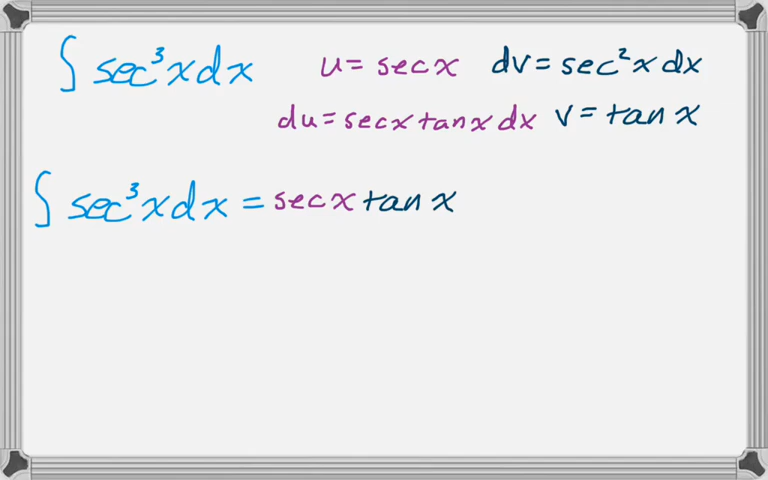 ∫ sec³x dx u = sec x dv = sec²x dx
du = sec x tan x dx v = tan x
∫ sec³x dx = sec x tan x